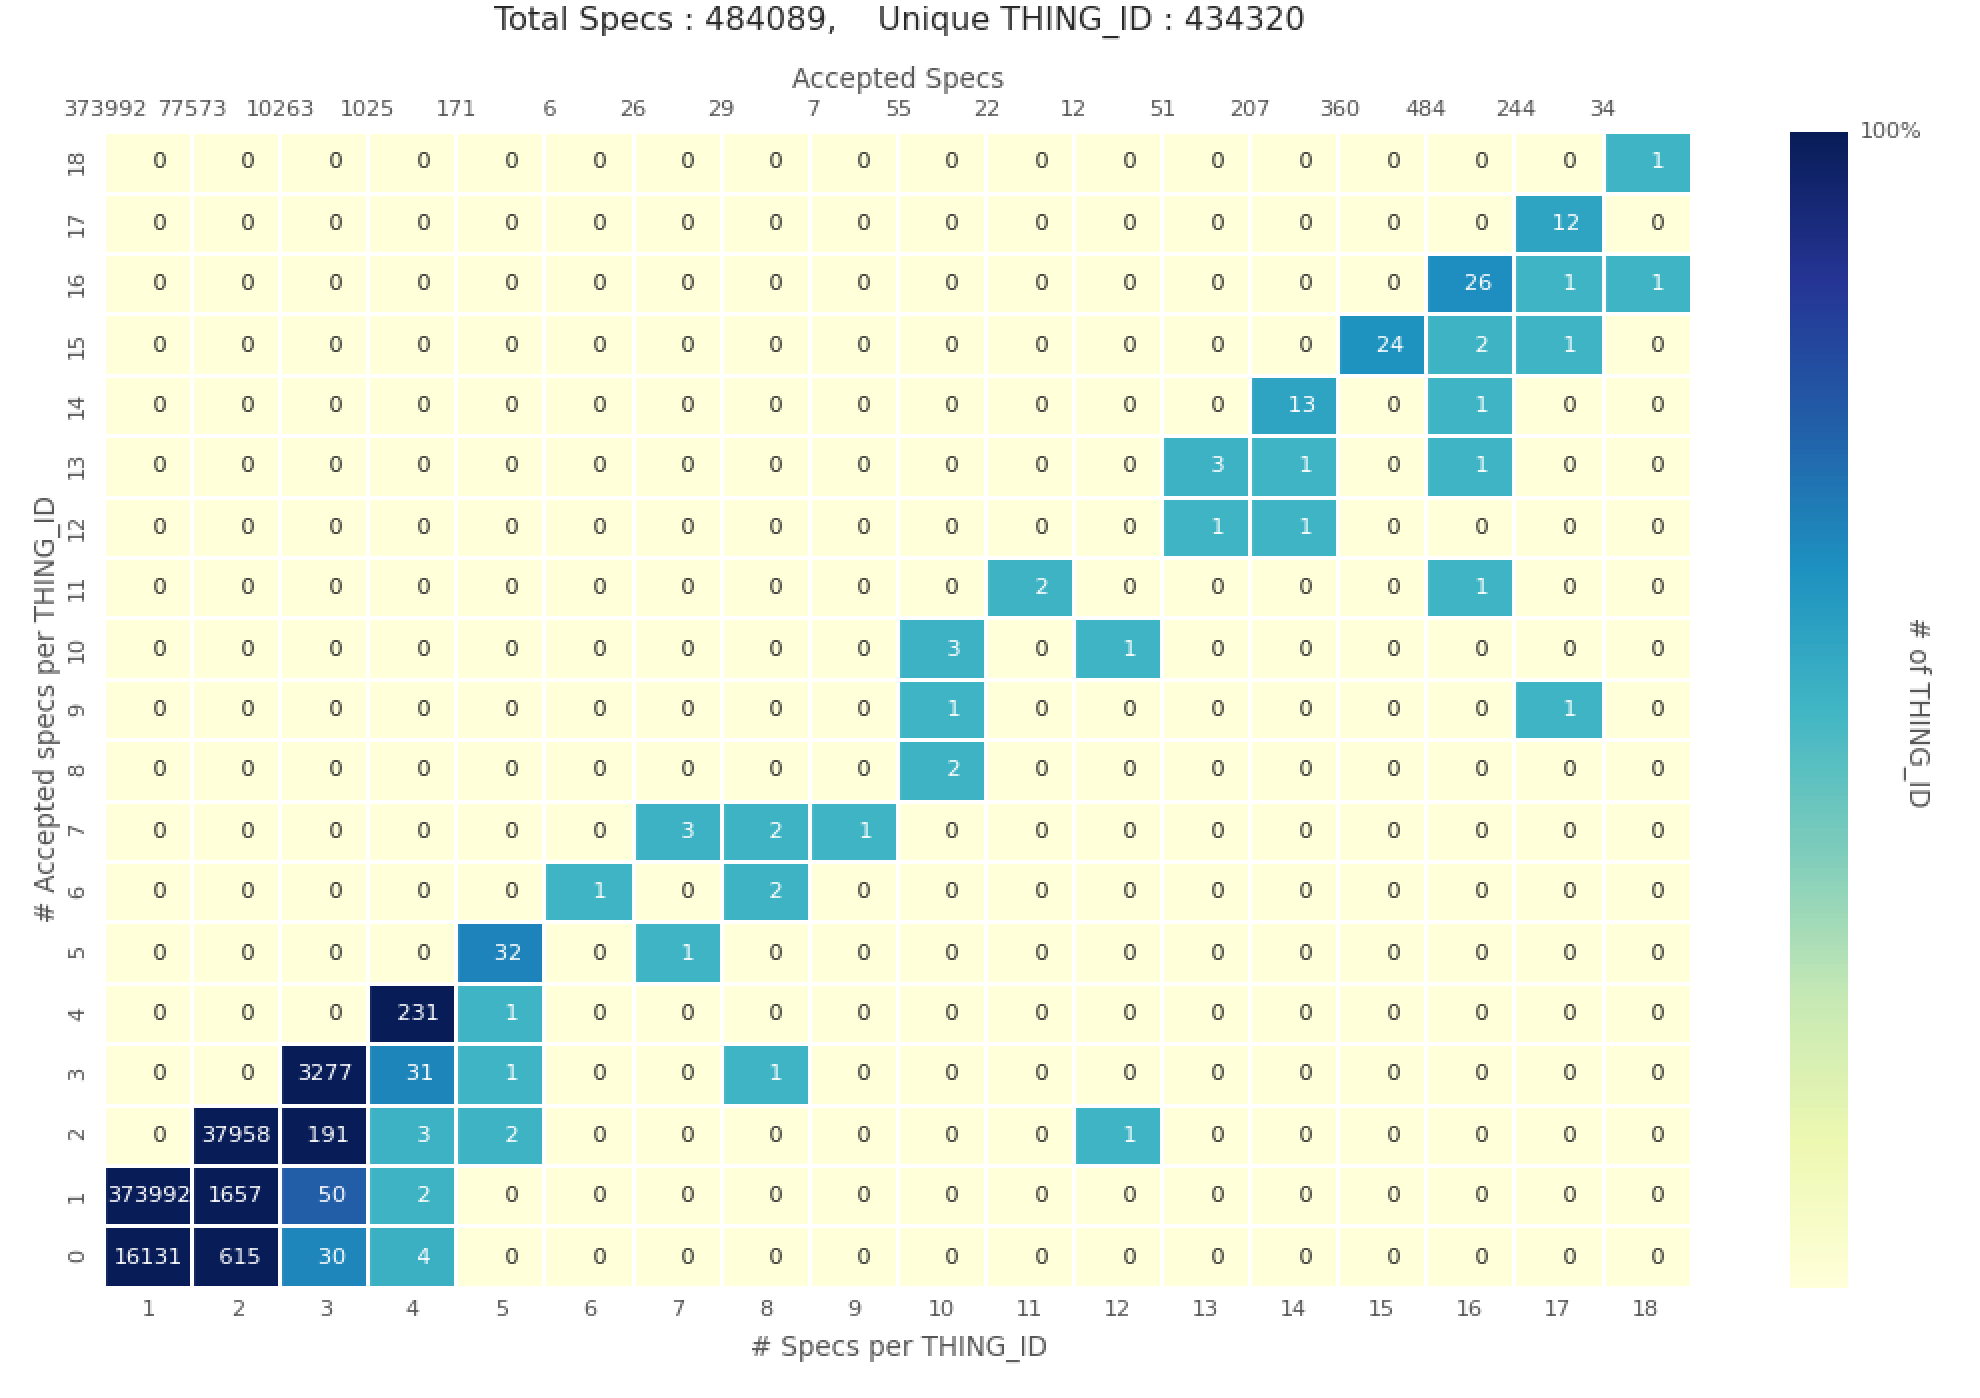 Total Specs : 484089,    Unique THING_ID : 434320
Accepted Specs
373992 77573 10263 1025 171 6 26 29 7 55 22 12 51 207 360 484 244 34
100%
18 0 0 0 0 0 0 0 0 0 0 0 0 0 0 0 0 0 1
17 0 0 0 0 0 0 0 0 0 0 0 0 0 0 0 0 12 0
16 0 0 0 0 0 0 0 0 0 0 0 0 0 0 0 26 1 1
15 0 0 0 0 0 0 0 0 0 0 0 0 0 0 24 2 1 0
14 0 0 0 0 0 0 0 0 0 0 0 0 0 13 0 1 0 0
13 0 0 0 0 0 0 0 0 0 0 0 0 3 1 0 1 0 0
12 0 0 0 0 0 0 0 0 0 0 0 0 1 1 0 0 0 0
11 0 0 0 0 0 0 0 0 0 0 2 0 0 0 0 1 0 0
10 0 0 0 0 0 0 0 0 0 3 0 1 0 0 0 0 0 0
9 0 0 0 0 0 0 0 0 0 1 0 0 0 0 0 0 1 0
8 0 0 0 0 0 0 0 0 0 2 0 0 0 0 0 0 0 0
7 0 0 0 0 0 0 3 2 1 0 0 0 0 0 0 0 0 0
6 0 0 0 0 0 1 0 2 0 0 0 0 0 0 0 0 0 0
5 0 0 0 0 32 0 1 0 0 0 0 0 0 0 0 0 0 0
4 0 0 0 231 1 0 0 0 0 0 0 0 0 0 0 0 0 0
3 0 0 3277 31 1 0 0 1 0 0 0 0 0 0 0 0 0 0
2 0 37958 191 3 2 0 0 0 0 0 0 1 0 0 0 0 0 0
1 373992 1657 50 2 0 0 0 0 0 0 0 0 0 0 0 0 0 0
0 16131 615 30 4 0 0 0 0 0 0 0 0 0 0 0 0 0 0
1 2 3 4 5 6 7 8 9 10 11 12 13 14 15 16 17 18
# Specs per THING_ID
# Accepted specs per THING_ID
# of THING_ID